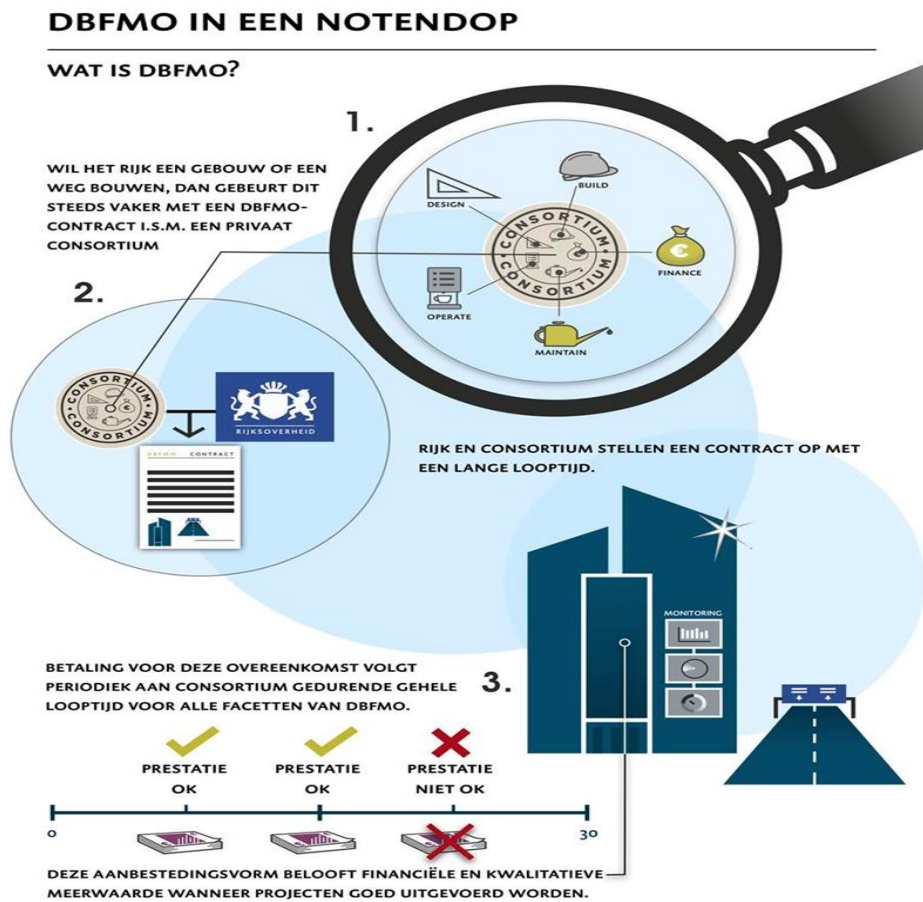 DBFMO IN EEN NOTENDOP
WAT IS DBFMO?
1.
WIL HET RIJK EEN GEBOUW OF EEN
WEG BOUWEN, DAN GEBEURT DIT
STEEDS VAKER MET EEN DBFMO-
CONTRACT I.S.M. EEN PRIVAAT
CONSORTIUM
DESIGN
BUILD
CONSORTIUM
CONSORTIUM
€
FINANCE
OPERATE
MAINTAIN
2.
CONSORTIUM
CONSORTIUM
RIJKSOVERHEID
DBFMO CONTRACT
RIJK EN CONSORTIUM STELLEN EEN CONTRACT OP MET
EEN LANGE LOOPTIJD.
MONITORING
3.
BETALING VOOR DEZE OVEREENKOMST VOLGT
PERIODIEK AAN CONSORTIUM GEDURENDE GEHELE
LOOPTIJD VOOR ALLE FACETTEN VAN DBFMO.
PRESTATIE
OK
PRESTATIE
OK
PRESTATIE
NIET OK
0
30
DEZE AANBESTEDINGSVORM BELOOFT FINANCIËLE EN KWALITATIEVE
MEERWAARDE WANNEER PROJECTEN GOED UITGEVOERD WORDEN.